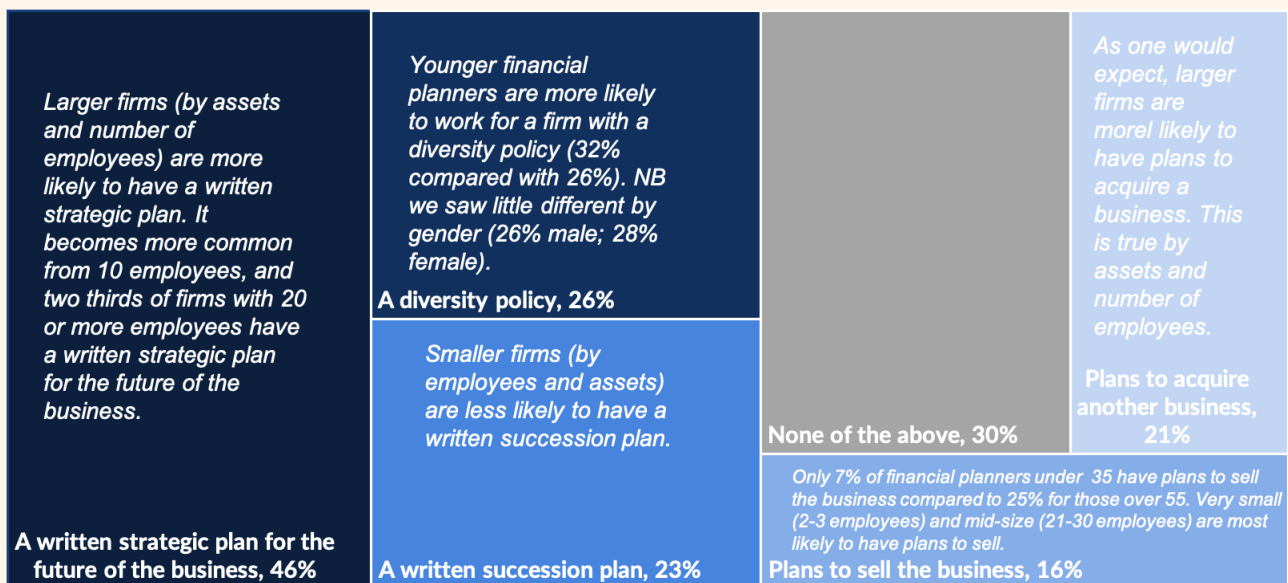 Larger firms (by assets
and number of
employees) are more
likely to have a written
strategic plan. It
becomes more common
from 10 employees, and
two thirds of firms with 20
or more employees have
a written strategic plan
for the future of the
business.
A written strategic plan for the
future of the business, 46%
Younger financial
planners are more likely
to work for a firm with a
diversity policy (32%
compared with 26%). NB
we saw little different by
gender (26% male; 28%
female).
A diversity policy, 26%
Smaller firms (by
employees and assets)
are less likely to have a
written succession plan.
A written succession plan, 23%
None of the above, 30%
As one would
expect, larger
firms are
morel likely to
have plans to
acquire a
business. This
is true by
assets and
number of
employees.
Plans to acquire
another business,
21%
Only 7% of financial planners under 35 have plans to sell
the business compared to 25% for those over 55. Very small
(2-3 employees) and mid-size (21-30 employees) are most
likely to have plans to sell.
Plans to sell the business, 16%